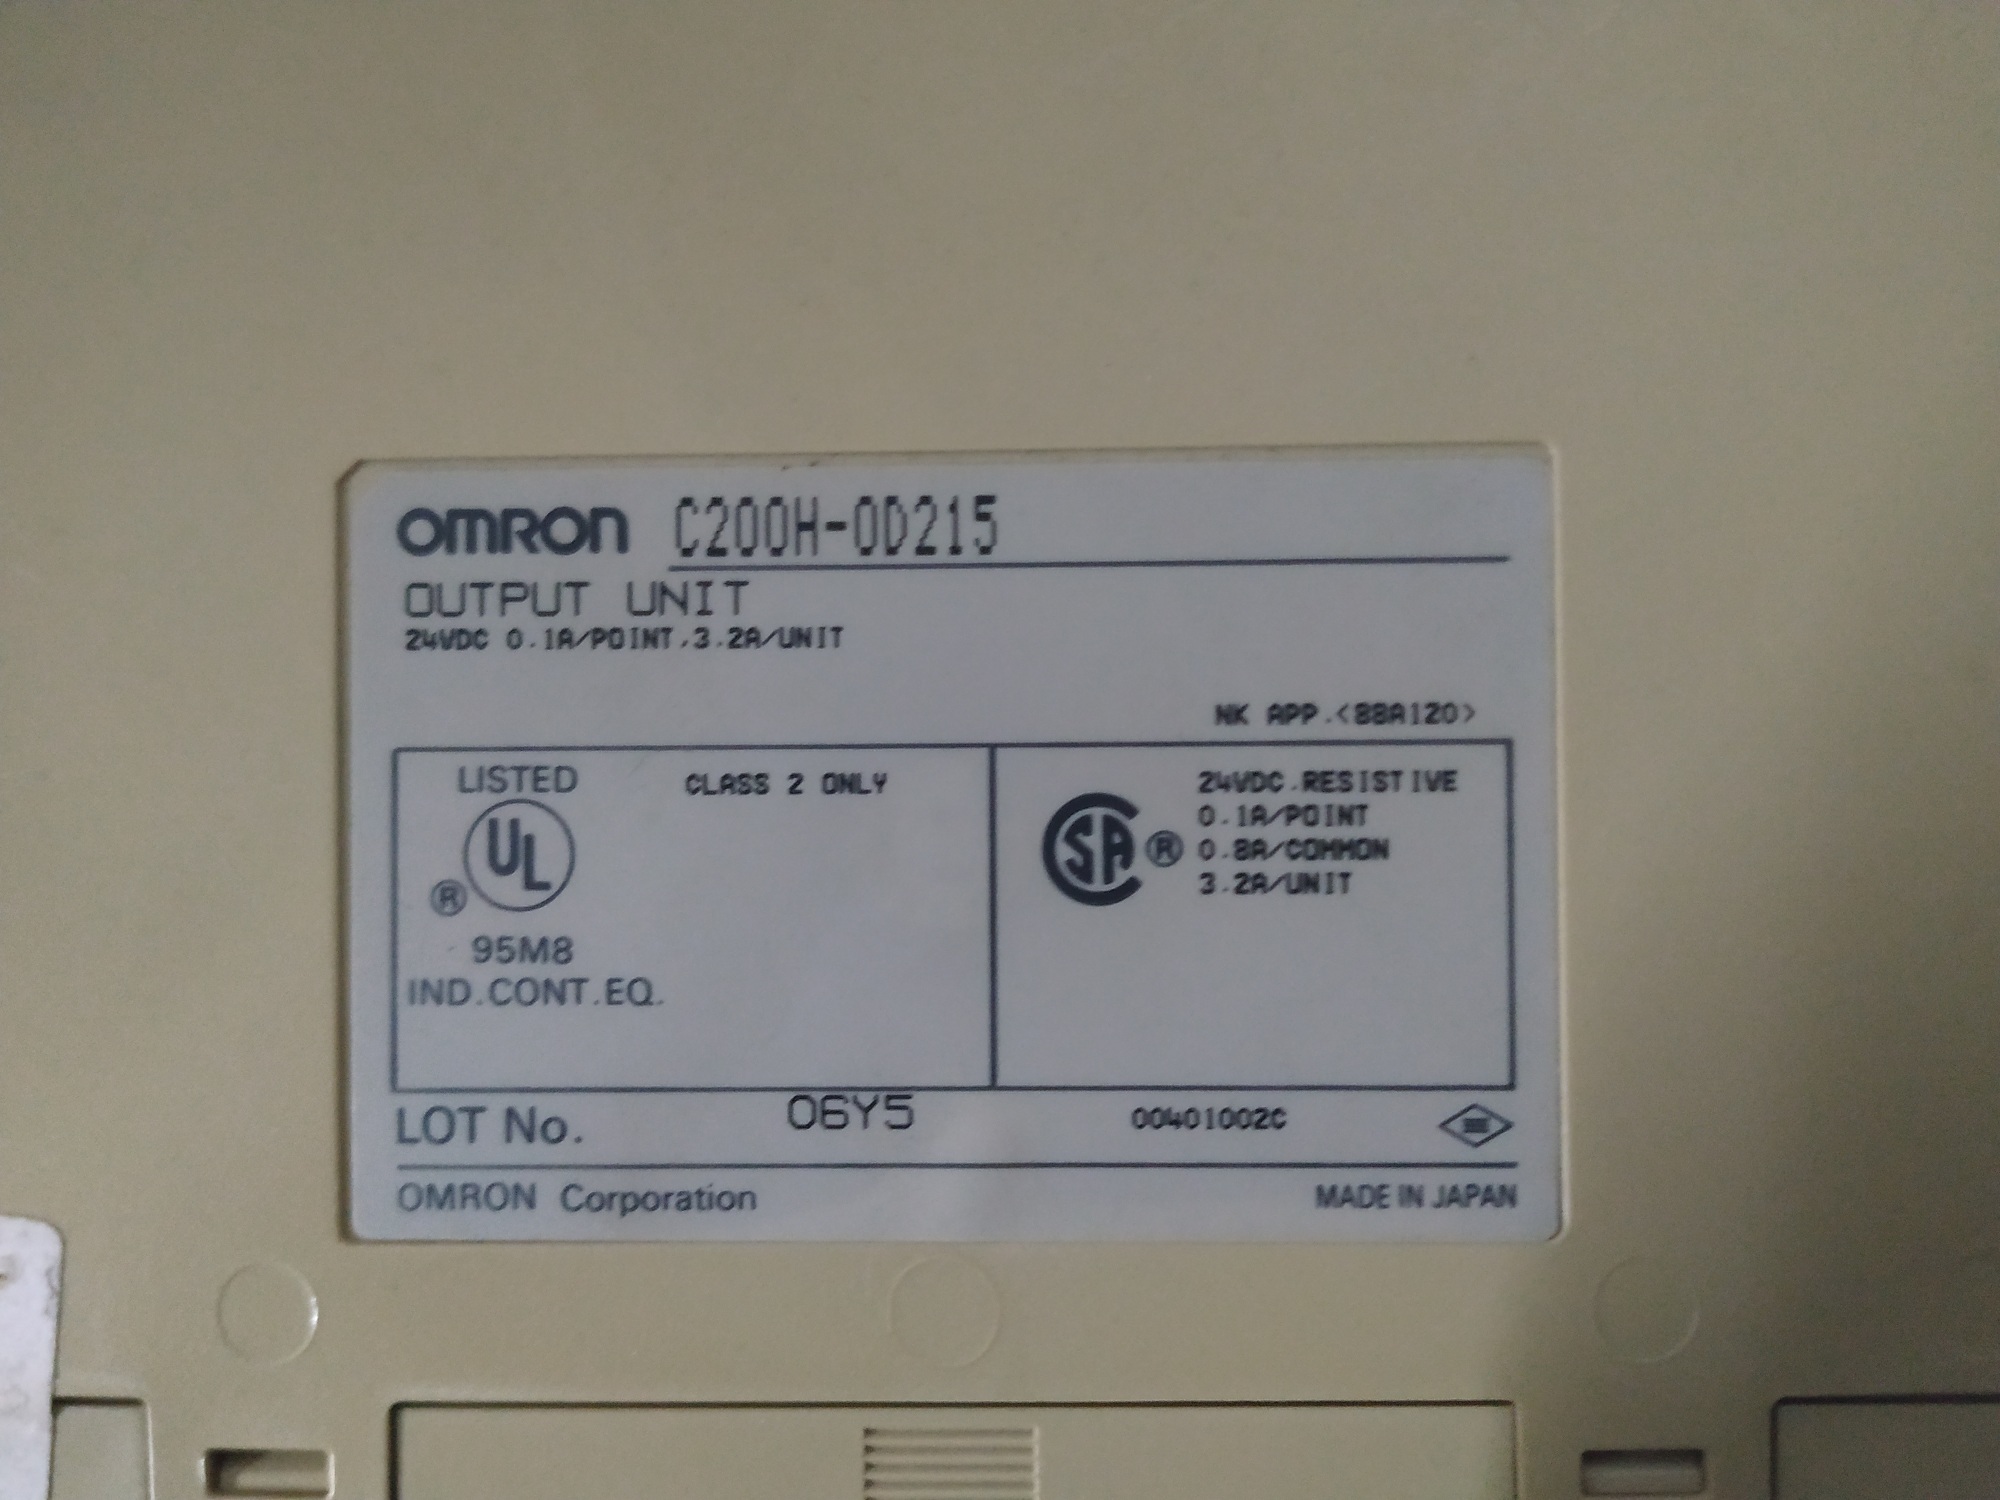 OMRON C200H-OD215
OUTPUT UNIT
24VDC 0.1A/POINT,3.2A/UNIT
NK APP.<88A120>
LISTED
CLASS 2 ONLY
UL
®
95M8
IND.CONT.EQ.
SA ®
24VDC.RESISTIVE
0.1A/POINT
0.8A/COMMON
3.2A/UNIT
LOT No. 06Y5 00401002C
OMRON Corporation MADE IN JAPAN